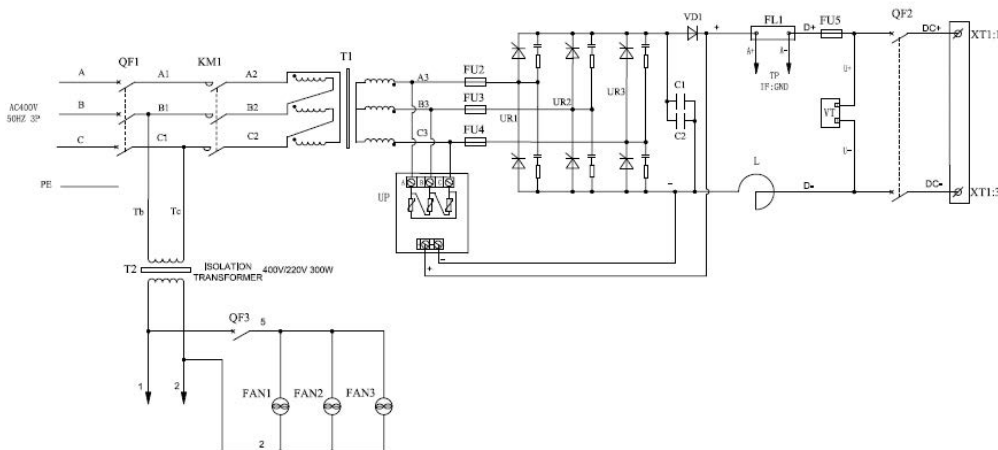 VD1
FL1
FU5
QF2
+
D+
DC+
XT1:1
A+
A-
TP
IF:GND
QF1
KM1
T1
A
A1
A2
A3
FU2
AC400V
50HZ 3P
B
B1
B2
B3
FU3
C
C1
C2
C3
FU4
UR1
UR2
UR3
C1
C2
U+
VT
U-
PE
UP
A
B
C
-
L
D-
DC-
XT1:3
Tb
Tc
-
+
T2
ISOLATION
TRANSFORMER
400V/220V 300W
QF3
5
1
2
FAN1
FAN2
FAN3
2